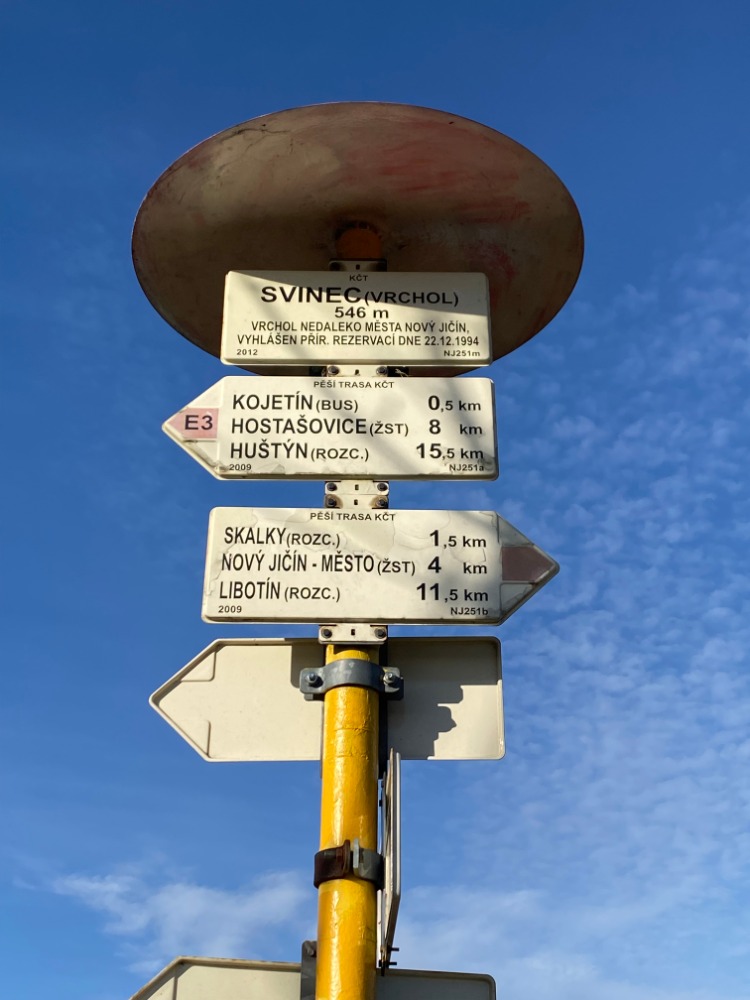 KČT
SVINEC (VRCHOL)
546 m
VRCHOL NEDALEKO MĚSTA NOVÝ JIČÍN,
VYHLÁŠEN PŘÍR. REZERVACÍ DNE 22.12.1994
2012 NJ251m
PĚŠÍ TRASA KČT
E3
KOJETÍN (BUS) 0,5 km
HOSTAŠOVICE (ŽST) 8 km
HUŠTÝN (ROZC.) 15,5 km
2009 NJ251a
PĚŠÍ TRASA KČT
SKALKY (ROZC.) 1,5 km
NOVÝ JIČÍN - MĚSTO (ŽST) 4 km
LIBOTÍN (ROZC.) 11,5 km
2009 NJ251b